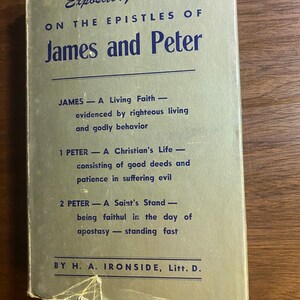 Expository
ON THE EPISTLES OF
James and Peter
JAMES — A Living Faith —
evidenced by righteous living
and godly behavior
1 PETER — A Christian's Life —
consisting of good deeds and
patience in suffering evil
2 PETER — A Saint's Stand —
being faithul in the day of
apostasy — standing fast
BY H. A. IRONSIDE, Litt. D.